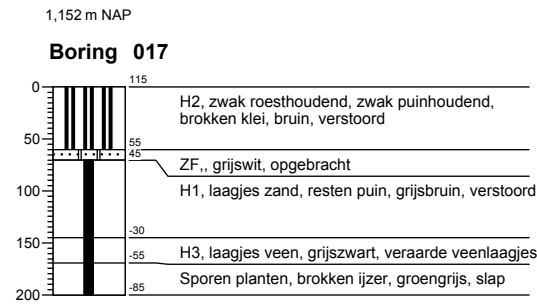 1,152 m NAP
Boring 017
0
115
H2, zwak roesthoudend, zwak puinhoudend,
brokken klei, bruin, verstoord
50
55
45
ZF,, grijswit, opgebracht
100
H1, laagjes zand, resten puin, grijsbruin, verstoord
-30
150
-55
H3, laagjes veen, grijszwart, veraarde veenlaagjes
Sporen planten, brokken ijzer, groengrijs, slap
200
-85